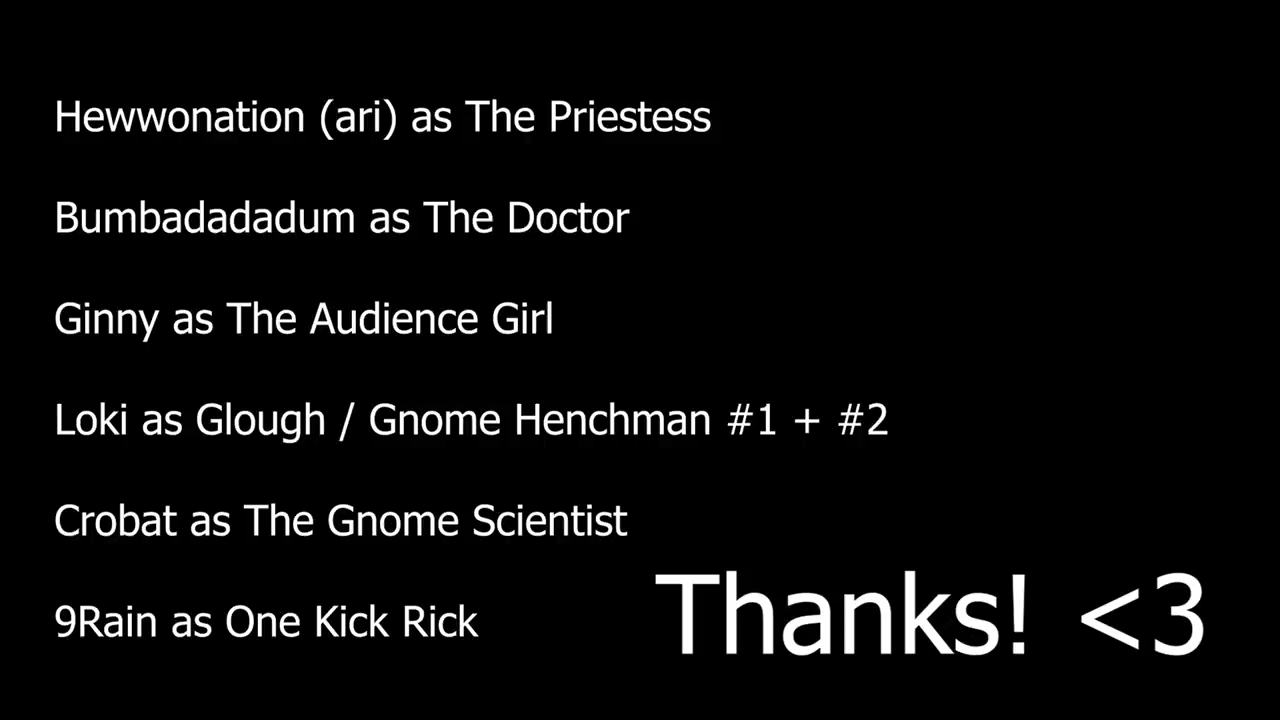 Hewwonation (ari) as The Priestess
Bumbadadadum as The Doctor
Ginny as The Audience Girl
Loki as Glough / Gnome Henchman #1 + #2
Crobat as The Gnome Scientist
9Rain as One Kick Rick
Thanks! <3